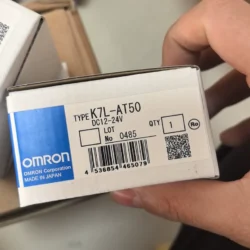 TYPE K7L-AT50
DC12-24V
LOT
No 0485
QTY 1
Re
OMRON
OMRON Corporation
MADE IN JAPAN
4 536854 465079